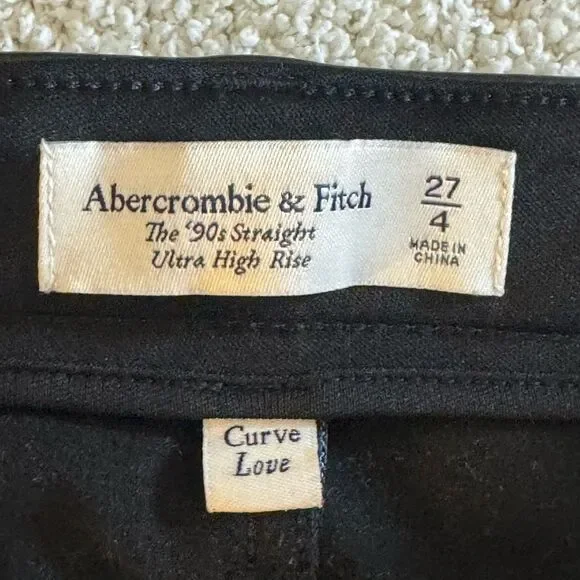 Abercrombie & Fitch
The '90s Straight
Ultra High Rise
27
4
MADE IN
CHINA
Curve
Love